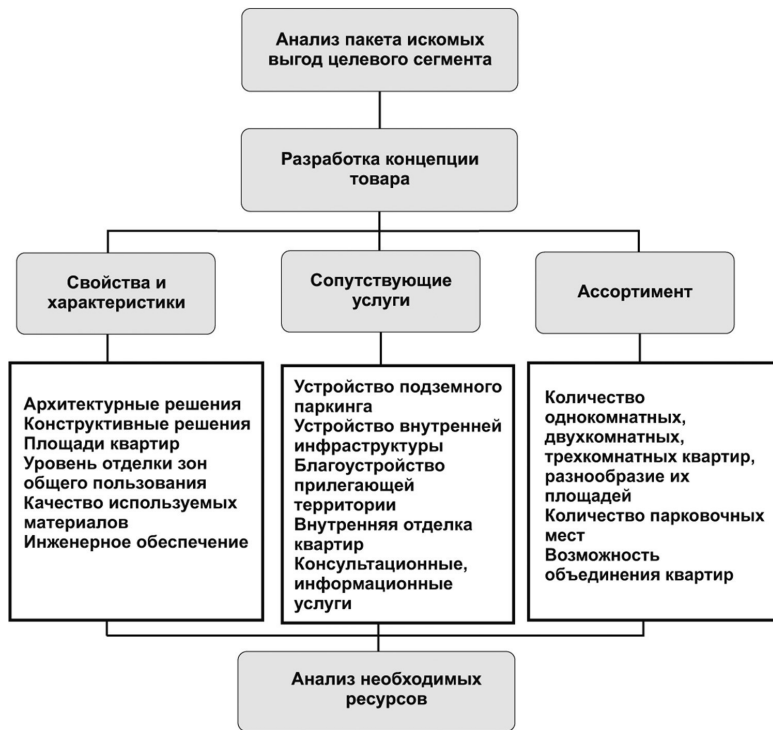 Анализ пакета искомых
выгод целевого сегмента
Разработка концепции
товара
Свойства и
характеристики
Сопутствующие
услуги
Ассортимент
Архитектурные решения
Конструктивные решения
Площади квартир
Уровень отделки зон
общего пользования
Качество используемых
материалов
Инженерное обеспечение
Устройство подземного
паркинга
Устройство внутренней
инфраструктуры
Благоустройство
прилегающей
территории
Внутренняя отделка
квартир
Консультационные,
информационные
услуги
Количество
однокомнатных,
двухкомнатных,
трехкомнатных квартир,
разнообразие их
площадей
Количество парковочных
мест
Возможность
объединения квартир
Анализ необходимых
ресурсов